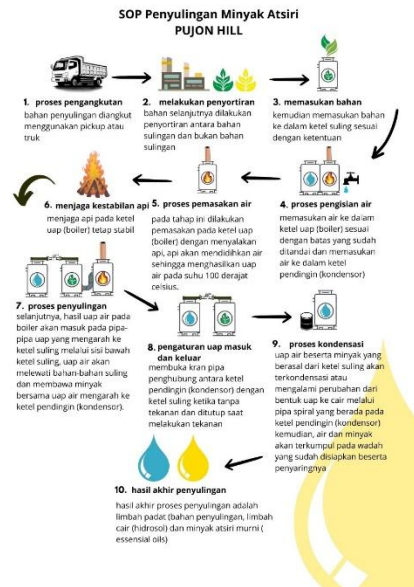 SOP Penyulingan Minyak Atsiri
PUJON HILL
1. proses pengangkutan
bahan penyulingan diangkut
menggunakan pickup atau
truk
2. melakukan penyortiran
bahan selanjutnya dilakukan
penyortiran antara bahan
sulingan dan bukan bahan
sulingan
3. memasukan bahan
kemudian memasukan bahan
ke dalam ketel suling sesuai
dengan ketentuan
4. proses pengisian air
memasukan air ke dalam
ketel uap (boiler) sesuai
dengan batas yang sudah
ditandai dan memasukan
air ke dalam ketel
pendingin (kondensor)
5. proses pemasakan air
pada tahap ini dilakukan
pemasakan pada ketel uap
(boiler) dengan menyalakan
api, api akan mendidihkan air
sehingga menghasilkan uap
air pada suhu 100 derajat
celsius.
6. menjaga kestabilan api
menjaga api pada ketel
uap (boiler) tetap stabil
7. proses penyulingan
selanjutnya, hasil uap air pada
boiler akan masuk pada pipa-
pipa uap yang mengarah ke
ketel suling melalui sisi bawah
ketel suling, uap air akan
melewati bahan-bahan suling
dan membawa minyak
bersama uap air mengarah ke
ketel pendingin (kondensor).
8. pengaturan uap masuk
dan keluar
membuka kran pipa
penghubung antara ketel
pendingin (kondensor) dengan
ketel suling ketika tanpa
tekanan dan ditutup saat
melakukan tekanan
9. proses kondensasi
uap air beserta minyak yang
berasal dari ketel suling akan
terkondensasi atau
mengalami perubahan dari
bentuk uap ke cair melalui
pipa spiral yang berada pada
ketel pendingin (kondensor)
kemudian, air dan minyak
akan terkumpul pada wadah
yang sudah disiapkan beserta
penyaringnya
10. hasil akhir penyulingan
hasil akhir proses penyulingan adalah
limbah padat (bahan penyulingan, limbah
cair (hidrosol) dan minyak atsiri murni (
essensial oils)